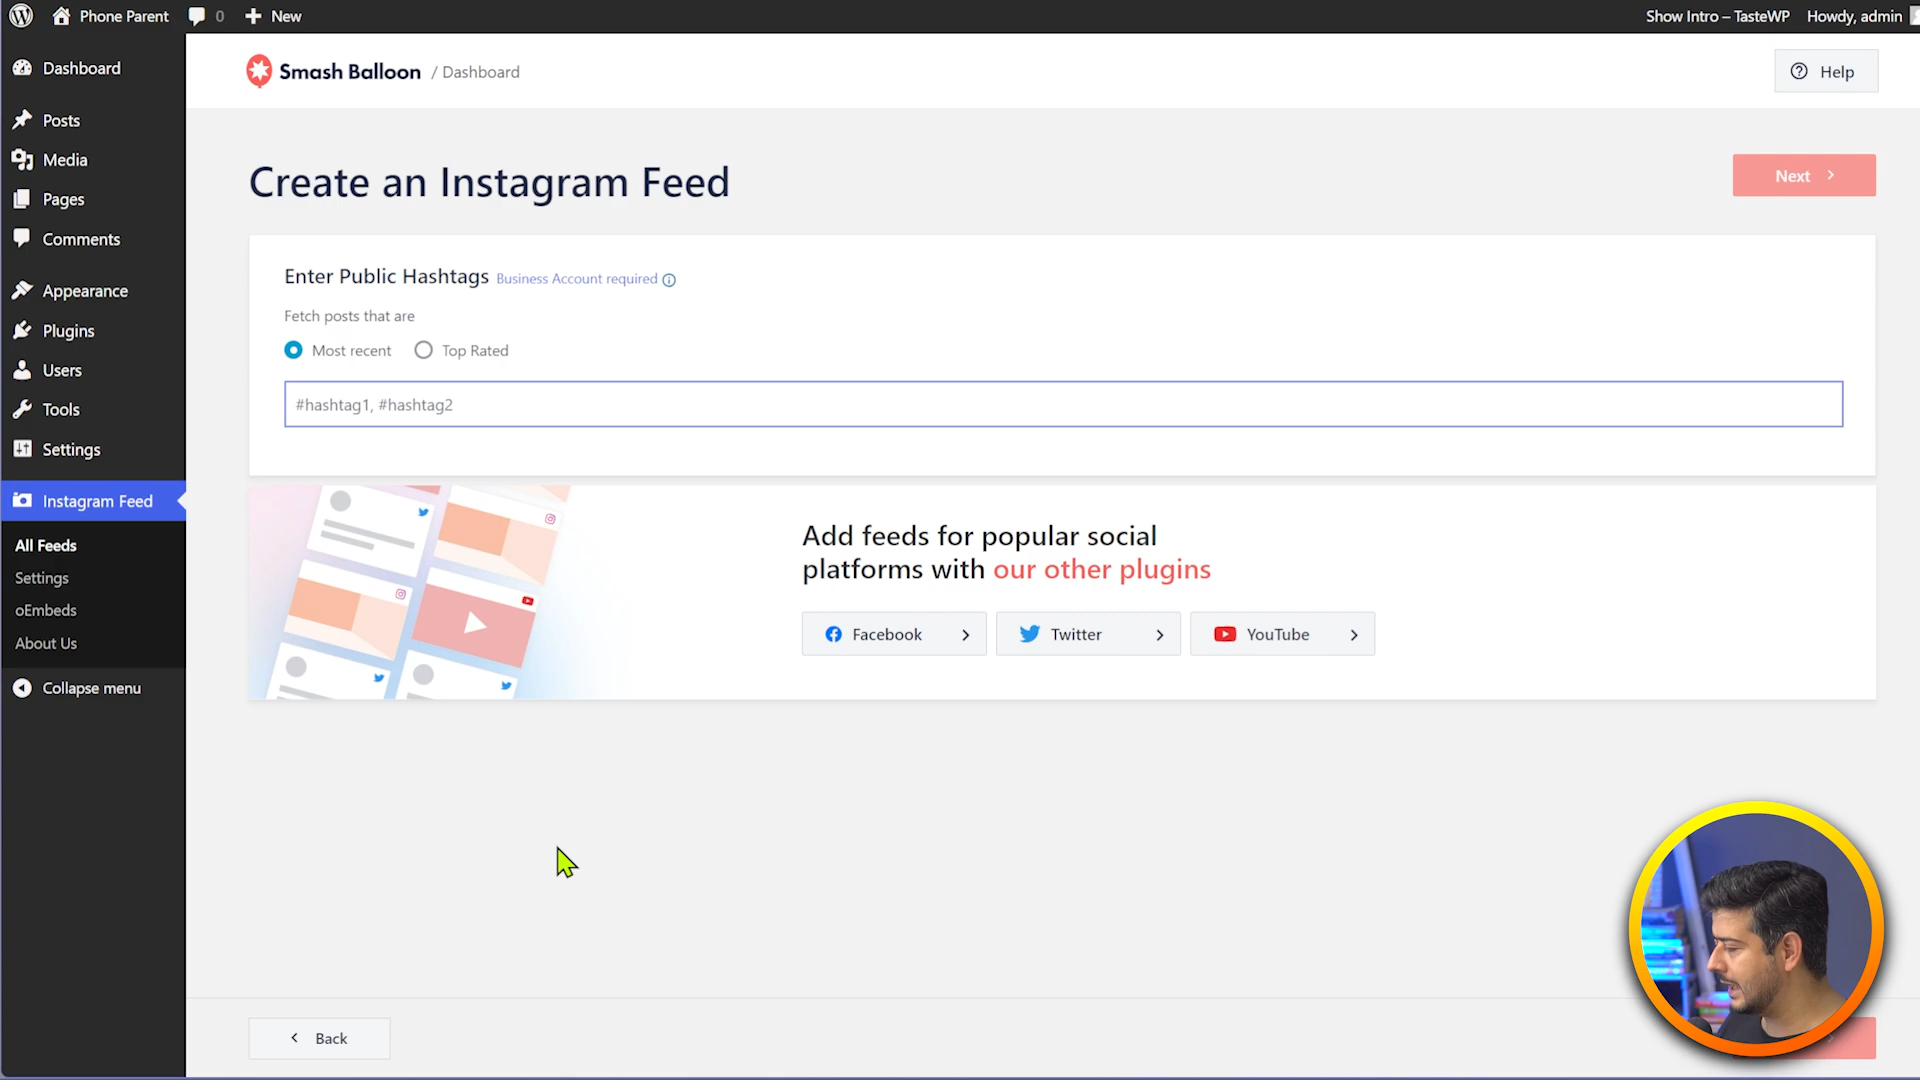 Phone Parent
0
New
Show Intro – TasteWP
Howdy, admin
Dashboard
Posts
Media
Pages
Comments
Appearance
Plugins
Users
Tools
Settings
Instagram Feed
All Feeds
Settings
oEmbeds
About Us
Collapse menu
Smash Balloon / Dashboard
Help
Create an Instagram Feed
Next
Enter Public Hashtags Business Account required
Fetch posts that are
Most recent Top Rated
#hashtag1, #hashtag2
Add feeds for popular social
platforms with our other plugins
Facebook
Twitter
YouTube
Back